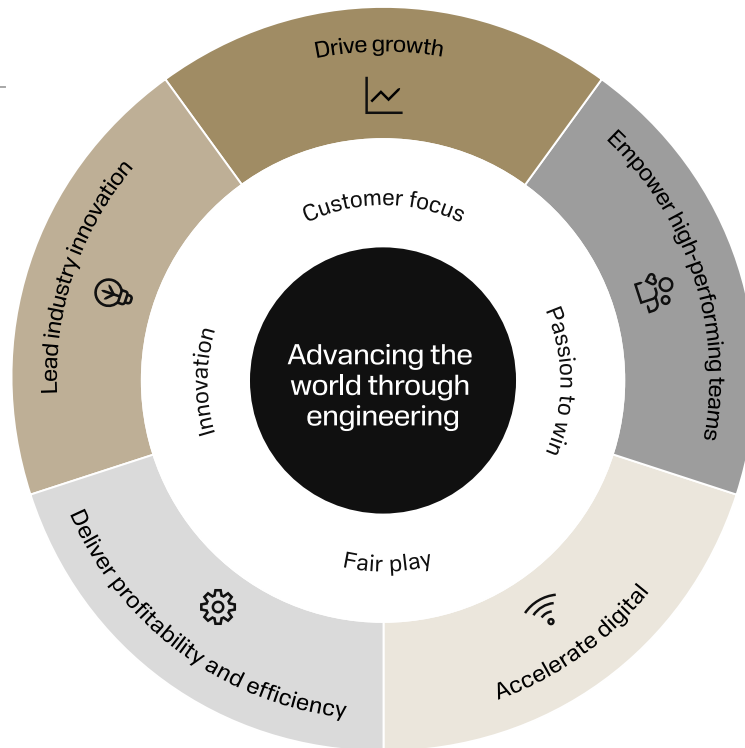 Drive growth
Empower high-performing teams
Accelerate digital
Deliver profitability and efficiency
Lead industry innovation
Customer focus
Passion to win
Fair play
Innovation
Advancing the
world through
engineering